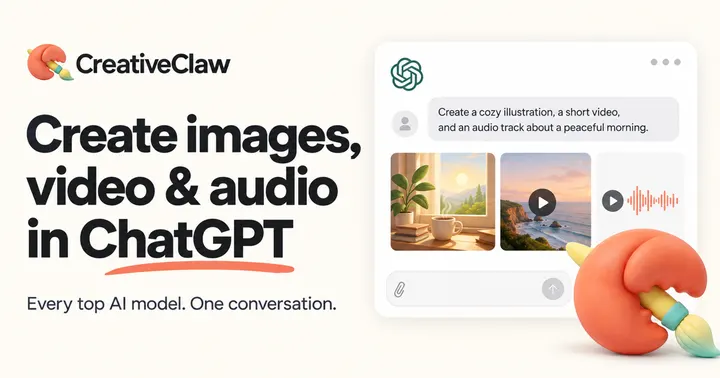 CreativeClaw
Create images,
video & audio
in ChatGPT
Every top AI model. One conversation.
Create a cozy illustration, a short video,
and an audio track about a peaceful morning.